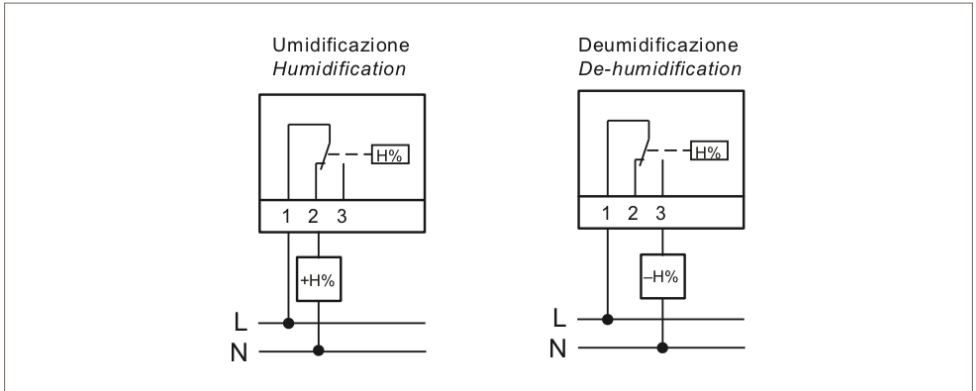 Umidificazione
Humidification
H%
1 2 3
+H%
L
N
Deumidificazione
De-humidification
H%
1 2 3
–H%
L
N